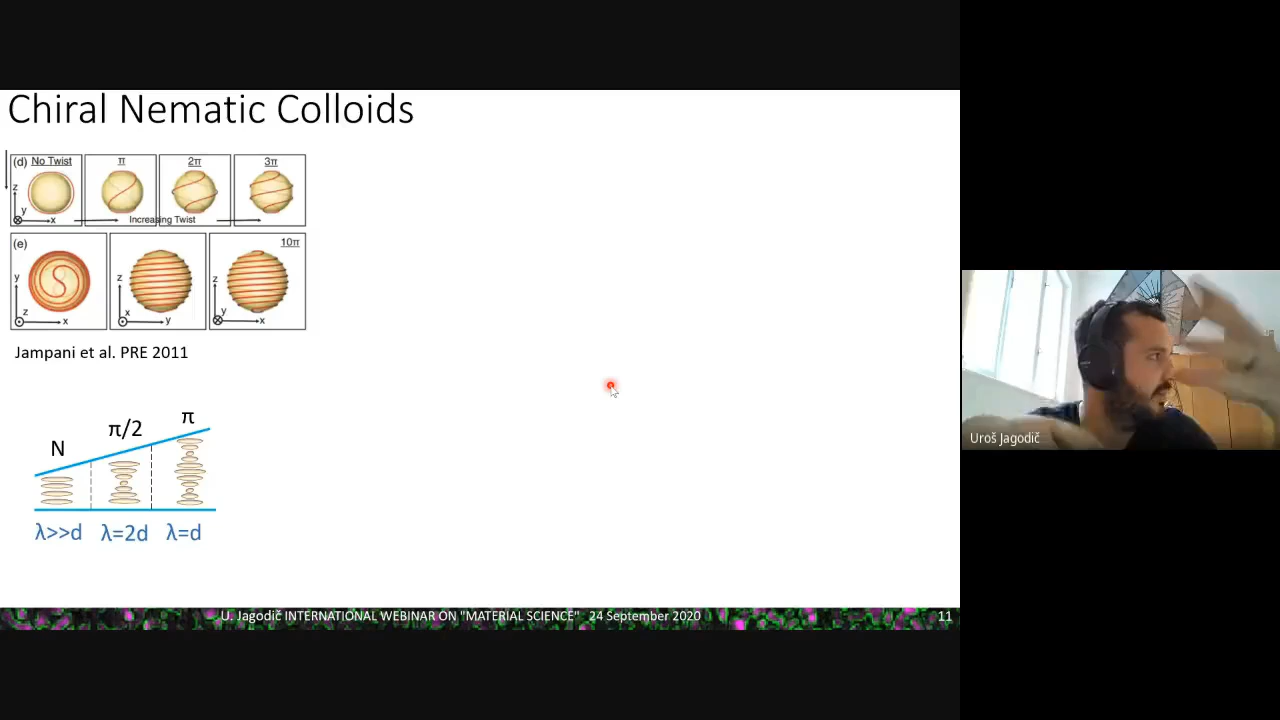 Chiral Nematic Colloids
(d) No Twist π 2π 3π
z
y
x
Increasing Twist
(e) 10π
y z z
x y
z x y x
Jampani et al. PRE 2011
N π/2 π
λ>>d λ=2d λ=d
Uroš Jagodič
U. Jagodič INTERNATIONAL WEBINAR ON "MATERIAL SCIENCE" 24 September 2020 11